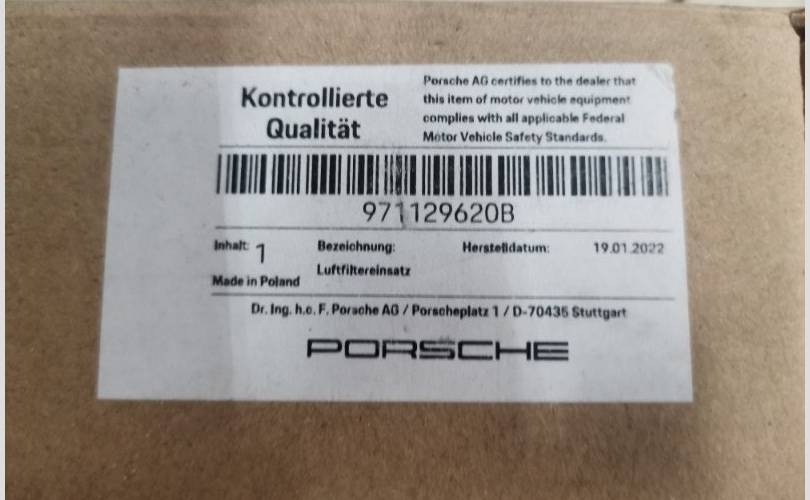 Kontrollierte
Qualität
Porsche AG certifies to the dealer that
this item of motor vehicle equipment
complies with all applicable Federal
Motor Vehicle Safety Standards.
971129620B
Inhalt: 1 Bezeichnung: Herstelldatum: 19.01.2022
Luftfiltereinsatz
Made in Poland
Dr. Ing. h.c. F. Porsche AG / Porscheplatz 1 / D-70435 Stuttgart
PORSCHE